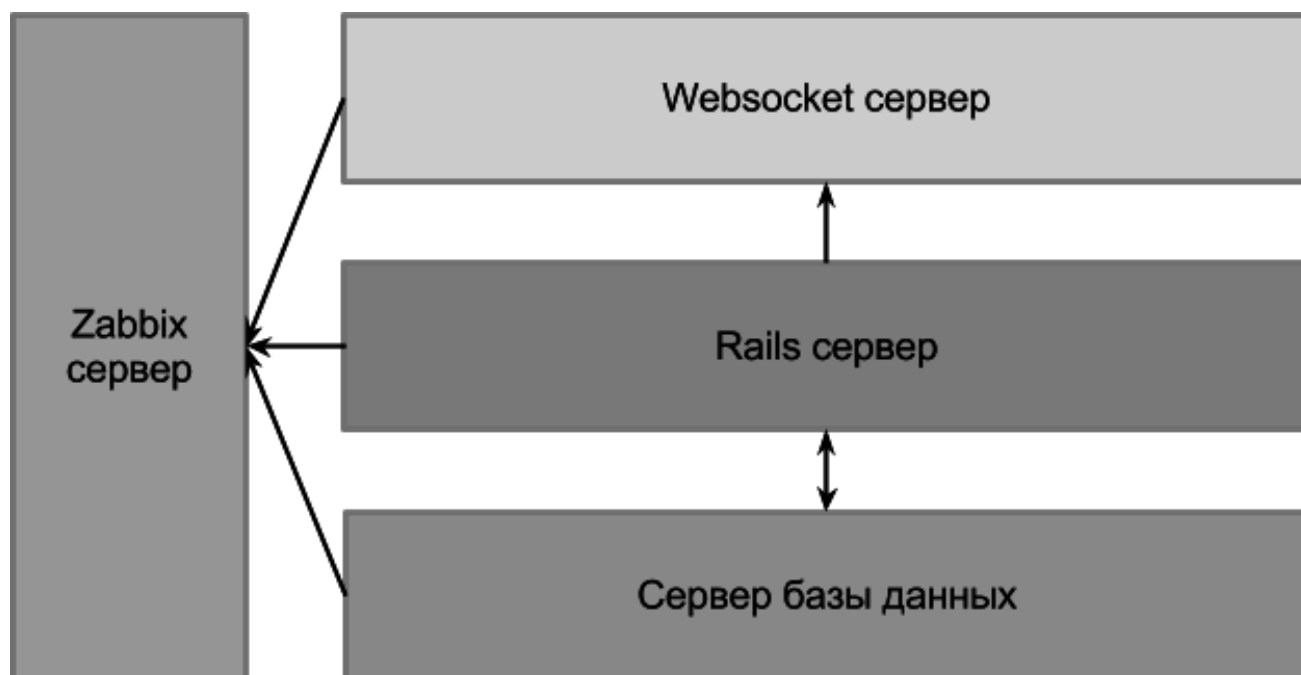 Websocket сервер
Zabbix
сервер
Rails сервер
Сервер базы данных